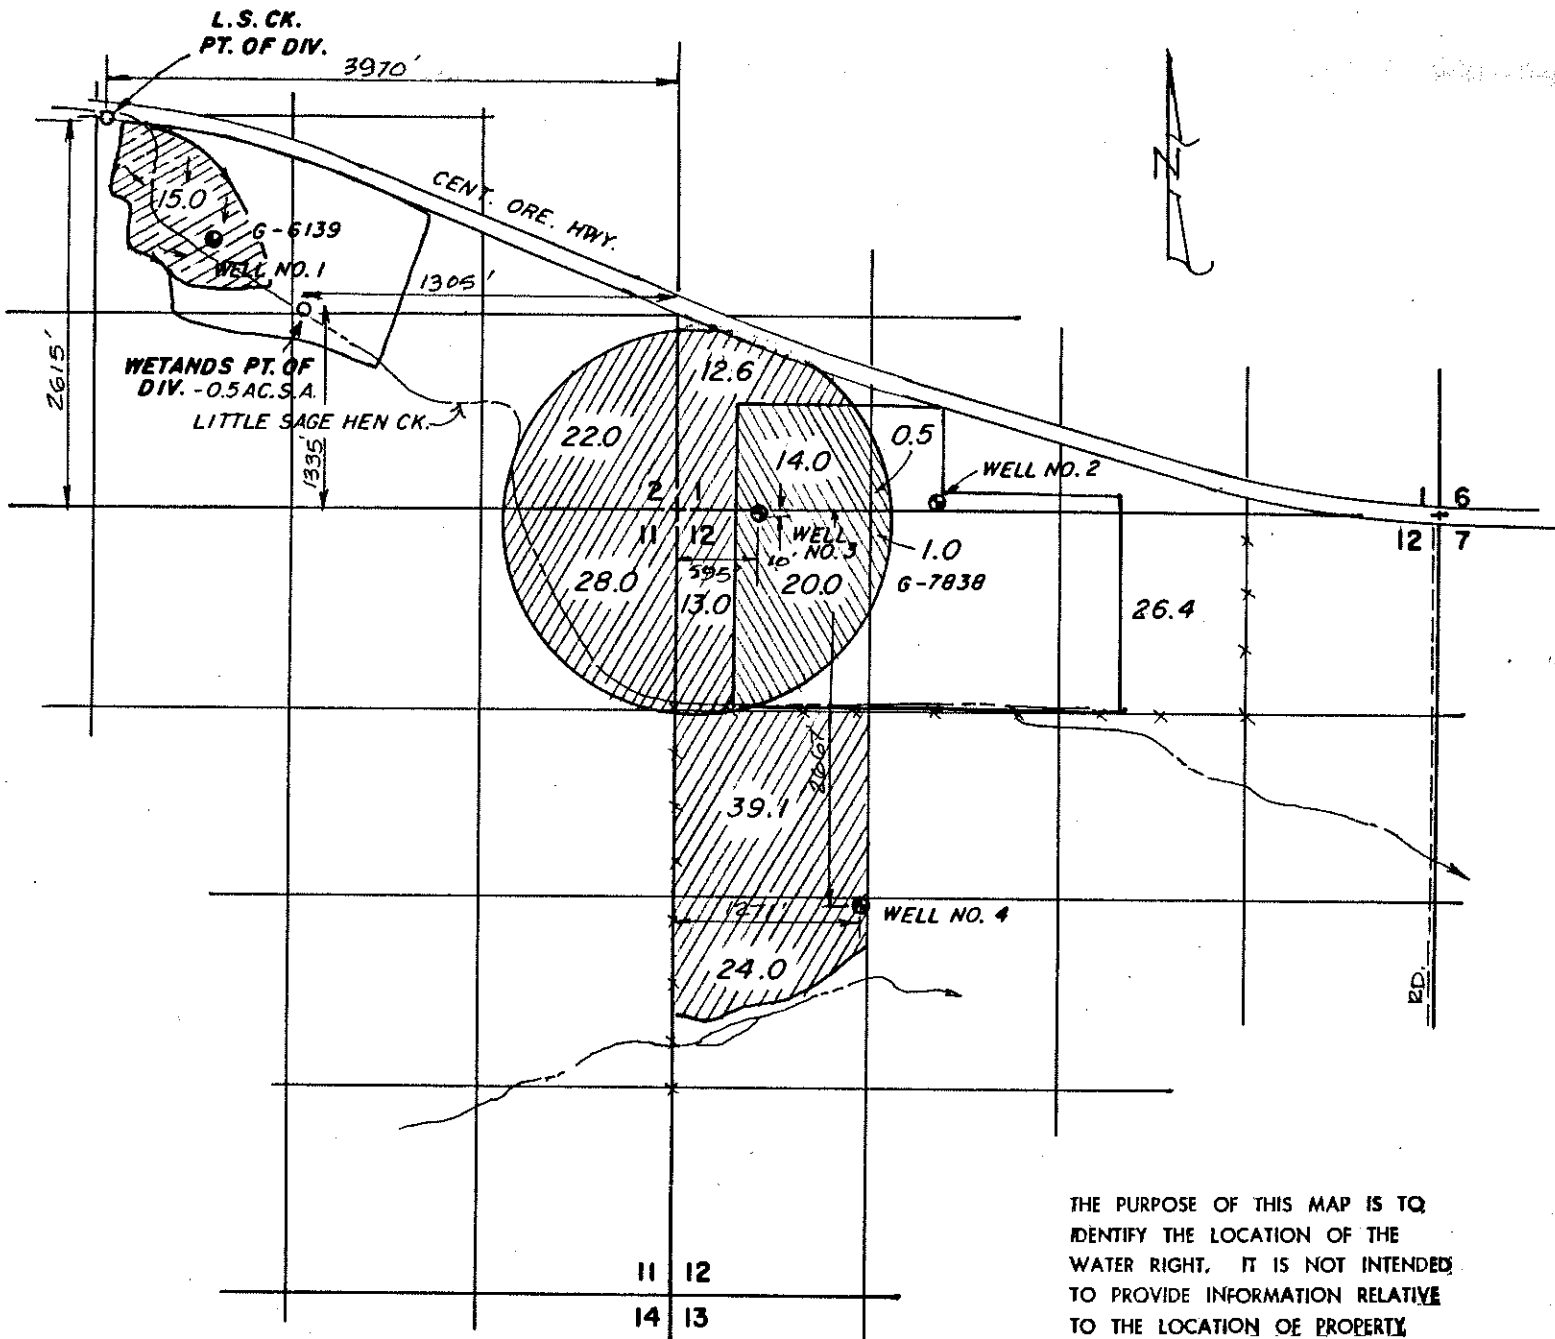 L.S. CK.
PT. OF DIV.
3970'
N
CENT. ORE. HWY.
15.0
G-6139
WELL NO. 1
1305'
2615'
WETANDS PT. OF
DIV. - 0.5 AC. S.A.
LITTLE SAGE HEN CK.
1335'
12.6
22.0
0.5
14.0
WELL NO. 2
2 1
11 12
1 6
12 7
WELL
NO. 3
10'
595'
1.0
G-7838
28.0
13.0
20.0
26.4
39.1
1271'
WELL NO. 4
24.0
RD.
11 12
14 13
THE PURPOSE OF THIS MAP IS TO
IDENTIFY THE LOCATION OF THE
WATER RIGHT. IT IS NOT INTENDED
TO PROVIDE INFORMATION RELATIVE
TO THE LOCATION OF PROPERTY